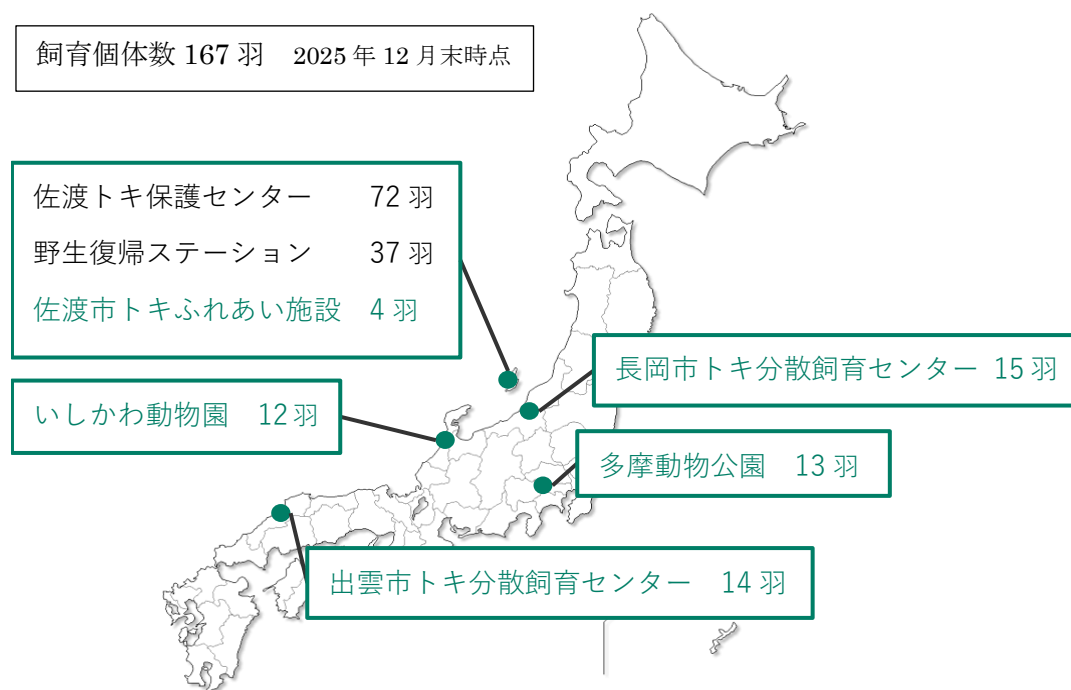 飼育個体数 167 羽 2025 年 12 月末時点
佐渡トキ保護センター 72 羽
野生復帰ステーション 37 羽
佐渡市トキふれあい施設 4 羽
長岡市トキ分散飼育センター 15 羽
いしかわ動物園 12 羽
多摩動物公園 13 羽
出雲市トキ分散飼育センター 14 羽